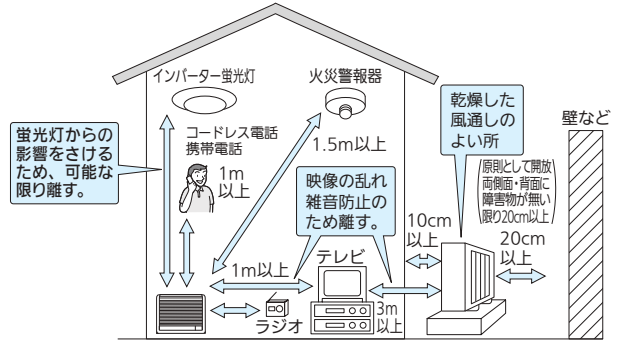 インバーター蛍光灯
火災警報器
蛍光灯からの
影響をさける
ため、可能な
限り離す。
コードレス電話
携帯電話
1m
以上
1.5m以上
映像の乱れ
雑音防止の
ため離す。
乾燥した
風通しの
よい所
原則として開放
両側面・背面に
障害物が無い
限り20cm以上
壁など
10cm
以上
20cm
以上
1m以上
テレビ
ラジオ
3m
以上